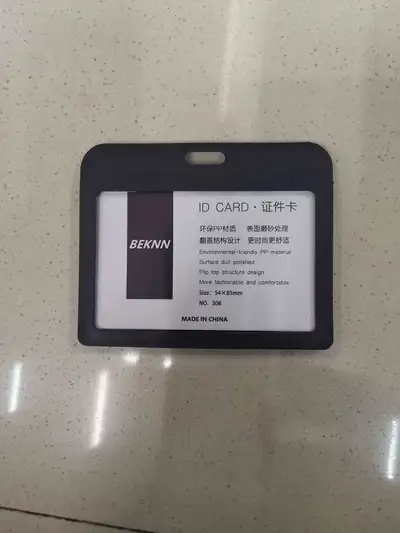 ID CARD · 证件卡
BEKNN
环保PP材质 表面磨砂处理
翻盖结构设计 更时尚更舒适
Environmental-friendly PP material
Surface dull polished
Flip top structure design
More fashionable and comfortable
Size: 54×85mm
NO. 308
MADE IN CHINA